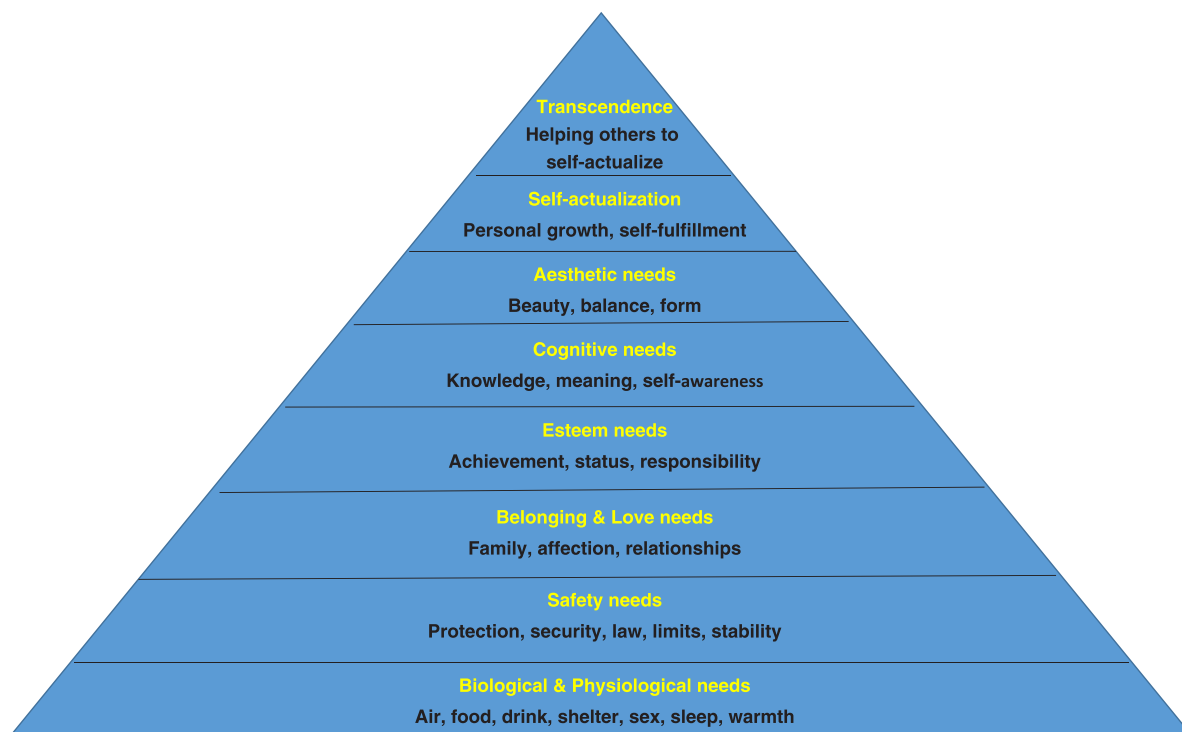 Transcendence
Helping others to
self-actualize
Self-actualization
Personal growth, self-fulfillment
Aesthetic needs
Beauty, balance, form
Cognitive needs
Knowledge, meaning, self-awareness
Esteem needs
Achievement, status, responsibility
Belonging & Love needs
Family, affection, relationships
Safety needs
Protection, security, law, limits, stability
Biological & Physiological needs
Air, food, drink, shelter, sex, sleep, warmth